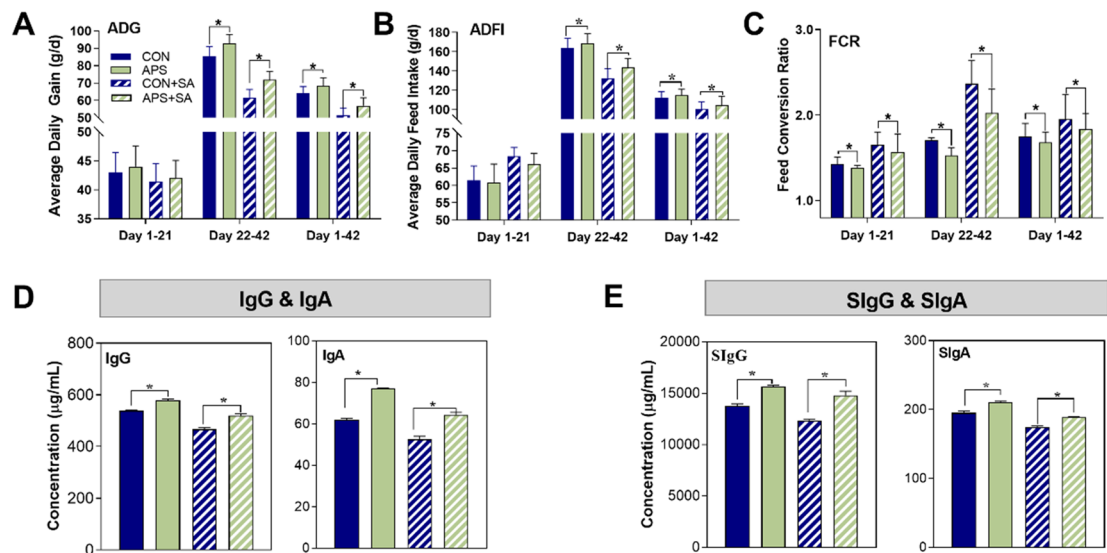 A
ADG
Average Daily Gain (g/d)
100
90
80
70
60
50
50
45
40
35
CON
APS
CON+SA
APS+SA
*
*
*
*
Day 1-21
Day 22-42
Day 1-42
B
ADFI
Average Daily Feed Intake (g/d)
180
160
140
120
100
80
75
70
65
60
55
50
*
*
*
*
Day 1-21
Day 22-42
Day 1-42
C
FCR
Feed Conversion Ratio
3.0
2.0
1.0
*
*
*
*
*
*
Day 1-21
Day 22-42
Day 1-42
D
IgG & IgA
Concentration (μg/mL)
800
600
400
200
0
IgG
*
*
100
80
60
40
20
0
IgA
*
*
E
SIgG & SIgA
Concentration (μg/mL)
20000
15000
10000
5000
0
SIgG
*
*
300
200
100
0
SIgA
*
*